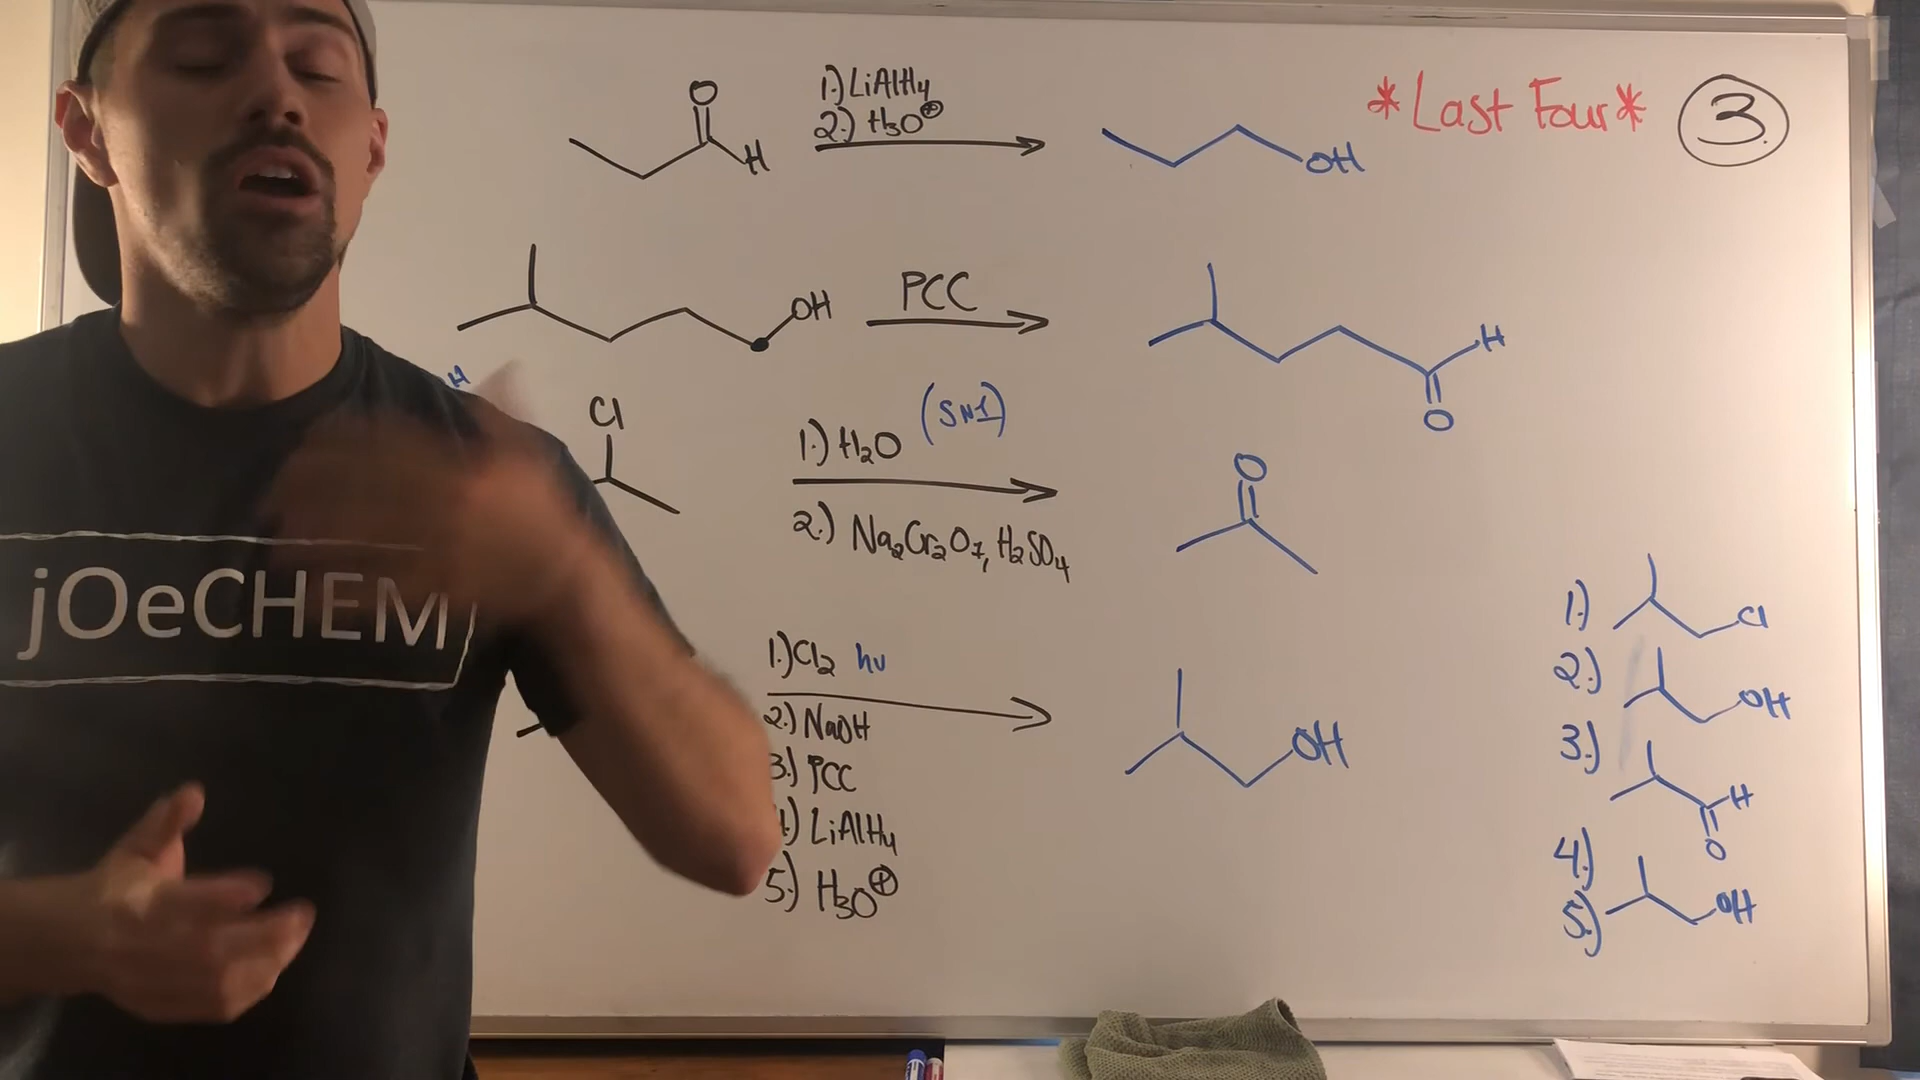 O
H
1.) LiAlH4
2.) H3O⊕
OH
*Last Four*
3.
OH
PCC
H
O
H
Cl
1.) H2O (SN1)
2.) Na2Cr2O7, H2SO4
O
jOeCHEM
1.) Cl2 hν
2.) NaOH
3.) PCC
4.) LiAlH4
5.) H3O⊕
OH
1.) Cl
2.) OH
3.) H
O
4.)
5.) OH